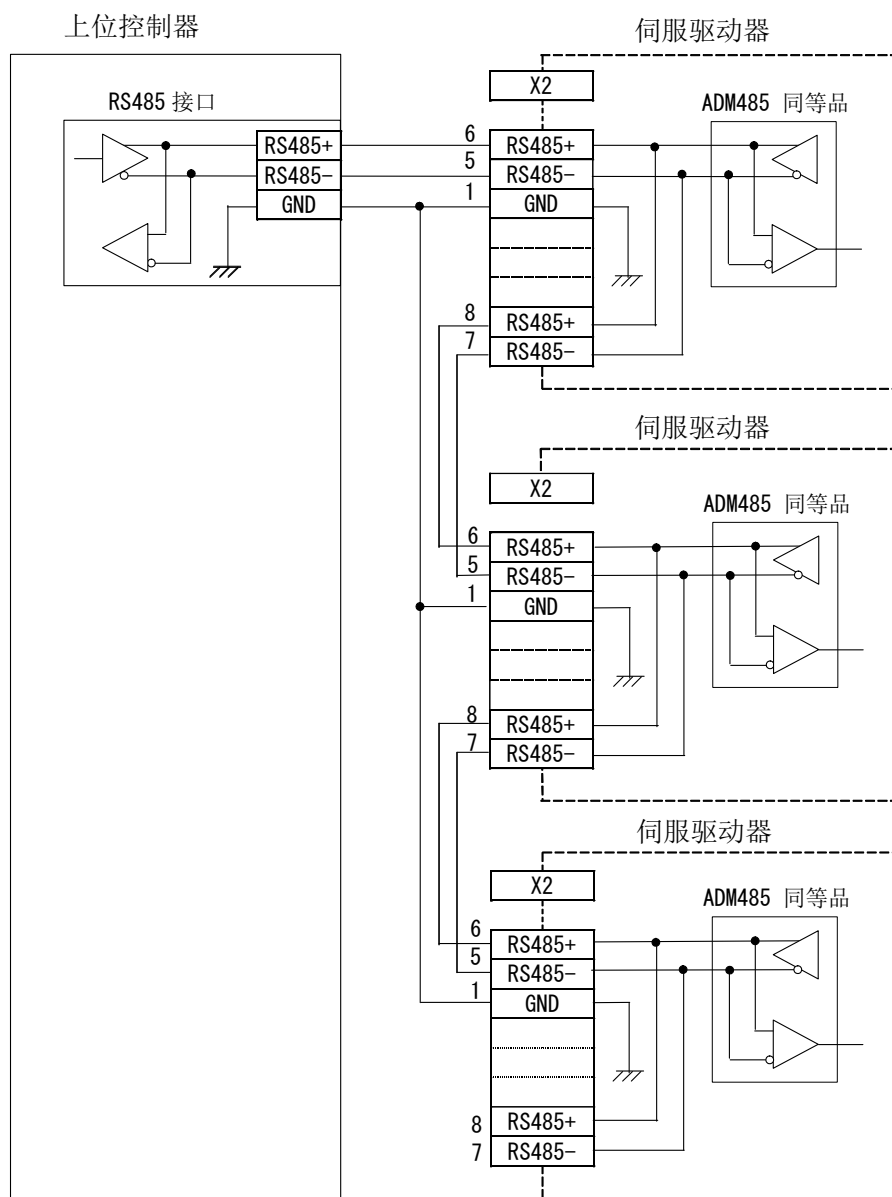 上位控制器
RS485 接口
RS485+
RS485-
GND
伺服驱动器
X2
ADM485 同等品
6 RS485+
5 RS485-
1 GND
8 RS485+
7 RS485-
伺服驱动器
X2
ADM485 同等品
6 RS485+
5 RS485-
1 GND
8 RS485+
7 RS485-
伺服驱动器
X2
ADM485 同等品
6 RS485+
5 RS485-
1 GND
8 RS485+
7 RS485-